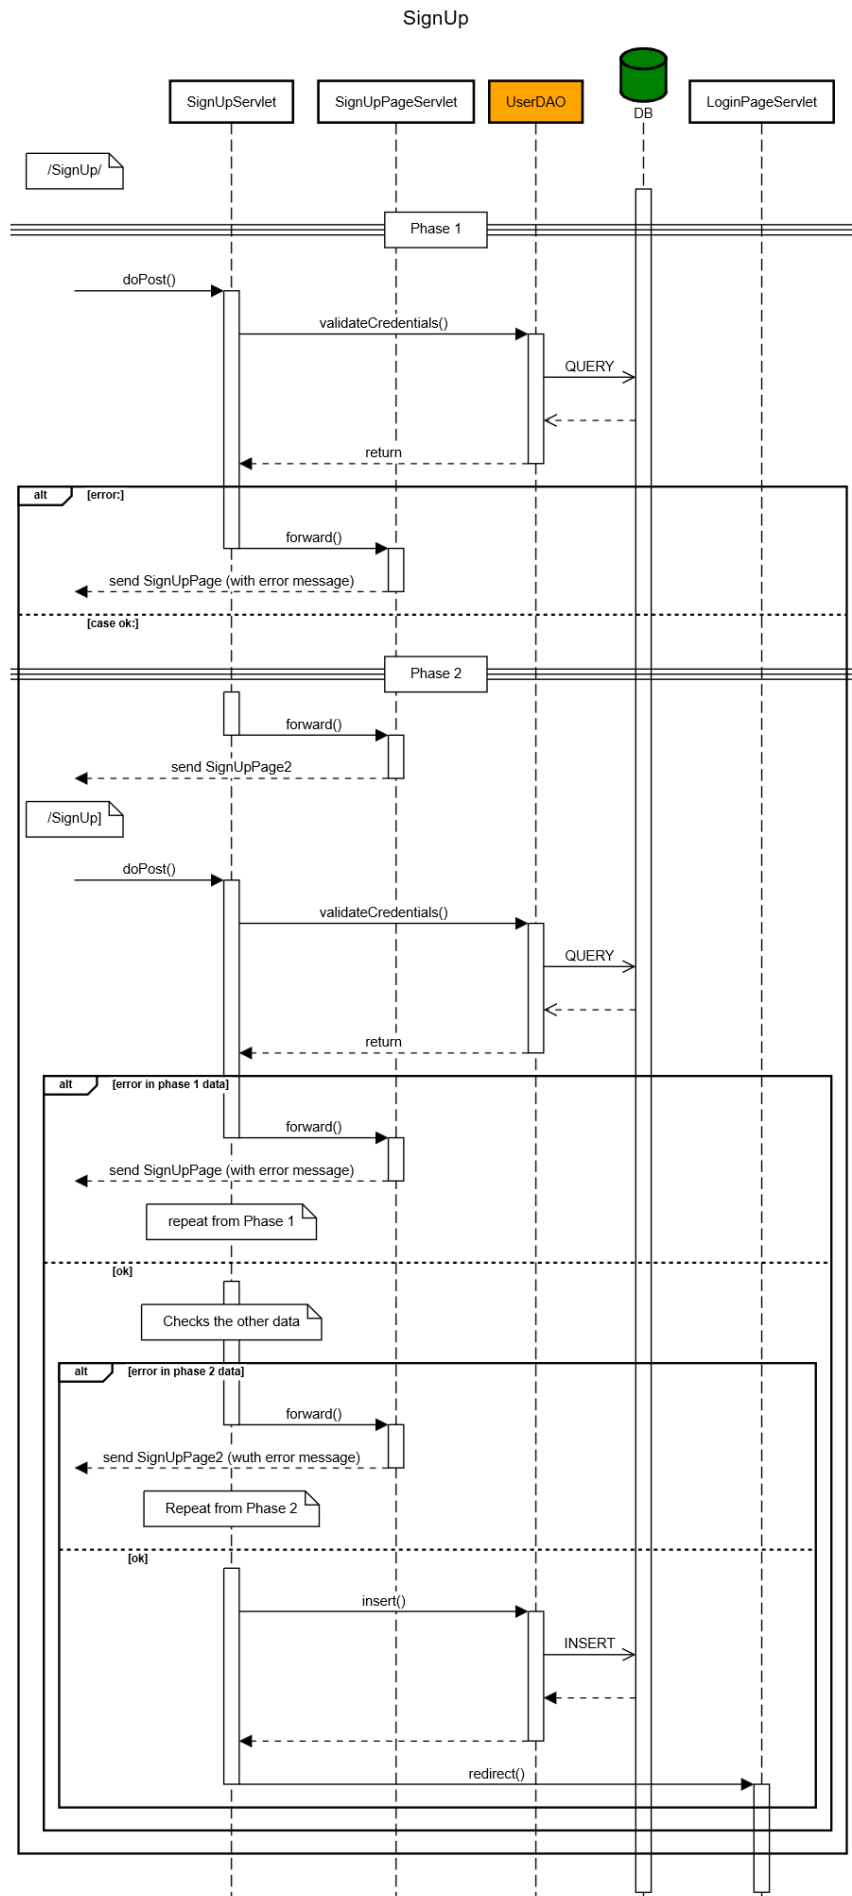 SignUp
SignUpServlet
SignUpPageServlet
UserDAO
DB
LoginPageServlet
/SignUp/
Phase 1
doPost()
validateCredentials()
QUERY
return
alt
[error:]
forward()
send SignUpPage (with error message)
[case ok:]
Phase 2
forward()
send SignUpPage2
/SignUp]
doPost()
validateCredentials()
QUERY
return
alt
[error in phase 1 data]
forward()
send SignUpPage (with error message)
repeat from Phase 1
[ok]
Checks the other data
alt
[error in phase 2 data]
forward()
send SignUpPage2 (wuth error message)
Repeat from Phase 2
[ok]
insert()
INSERT
redirect()